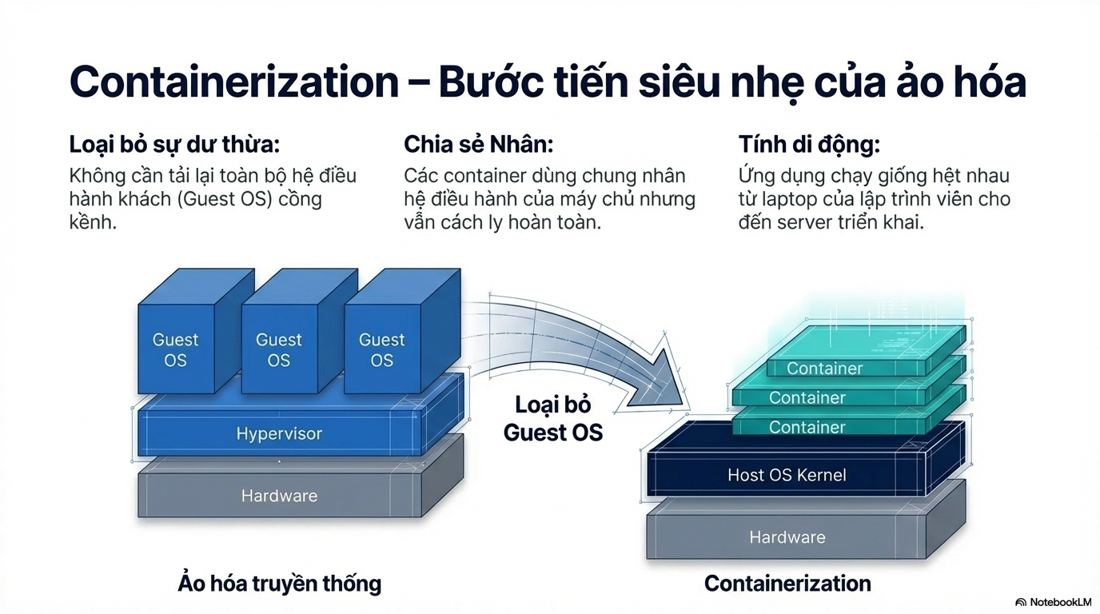 Containerization – Bước tiến siêu nhẹ của ảo hóa
Loại bỏ sự dư thừa:
Không cần tải lại toàn bộ hệ điều
hành khách (Guest OS) cồng
kềnh.
Chia sẻ Nhân:
Các container dùng chung nhân
hệ điều hành của máy chủ nhưng
vẫn cách ly hoàn toàn.
Tính di động:
Ứng dụng chạy giống hệt nhau
từ laptop của lập trình viên cho
đến server triển khai.
Guest
OS
Guest
OS
Guest
OS
Hypervisor
Hardware
Ảo hóa truyền thống
Loại bỏ
Guest OS
Container
Container
Container
Host OS Kernel
Hardware
Containerization
NotebookLM